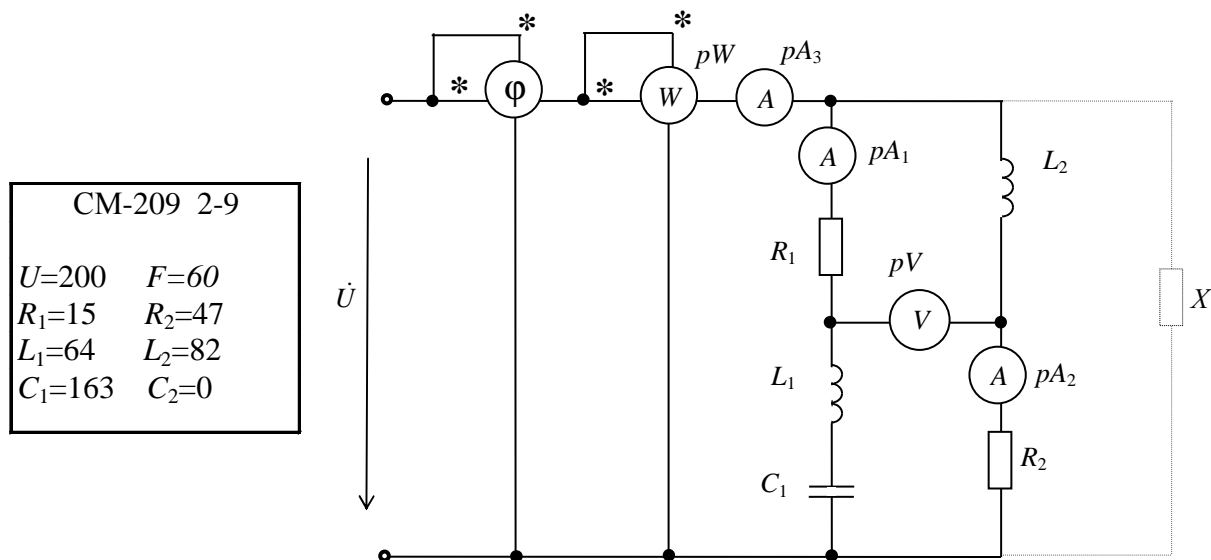 CM-209 2-9
U=200 F=60
R₁=15 R₂=47
L₁=64 L₂=82
C₁=163 C₂=0
U̇
*
*
φ
*
*
W
pW
A
pA₃
A
pA₁
L₂
R₁
pV
V
X
L₁
A
pA₂
C₁
R₂